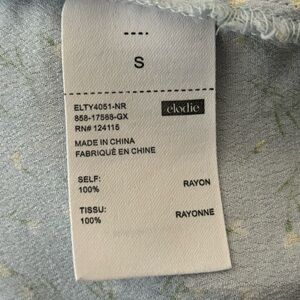 S
ELTY4051-NR
858-17565-GX
RN# 124115
elodie
MADE IN CHINA
FABRIQUÉ EN CHINE
SELF:
100% RAYON
TISSU:
100% RAYONNE